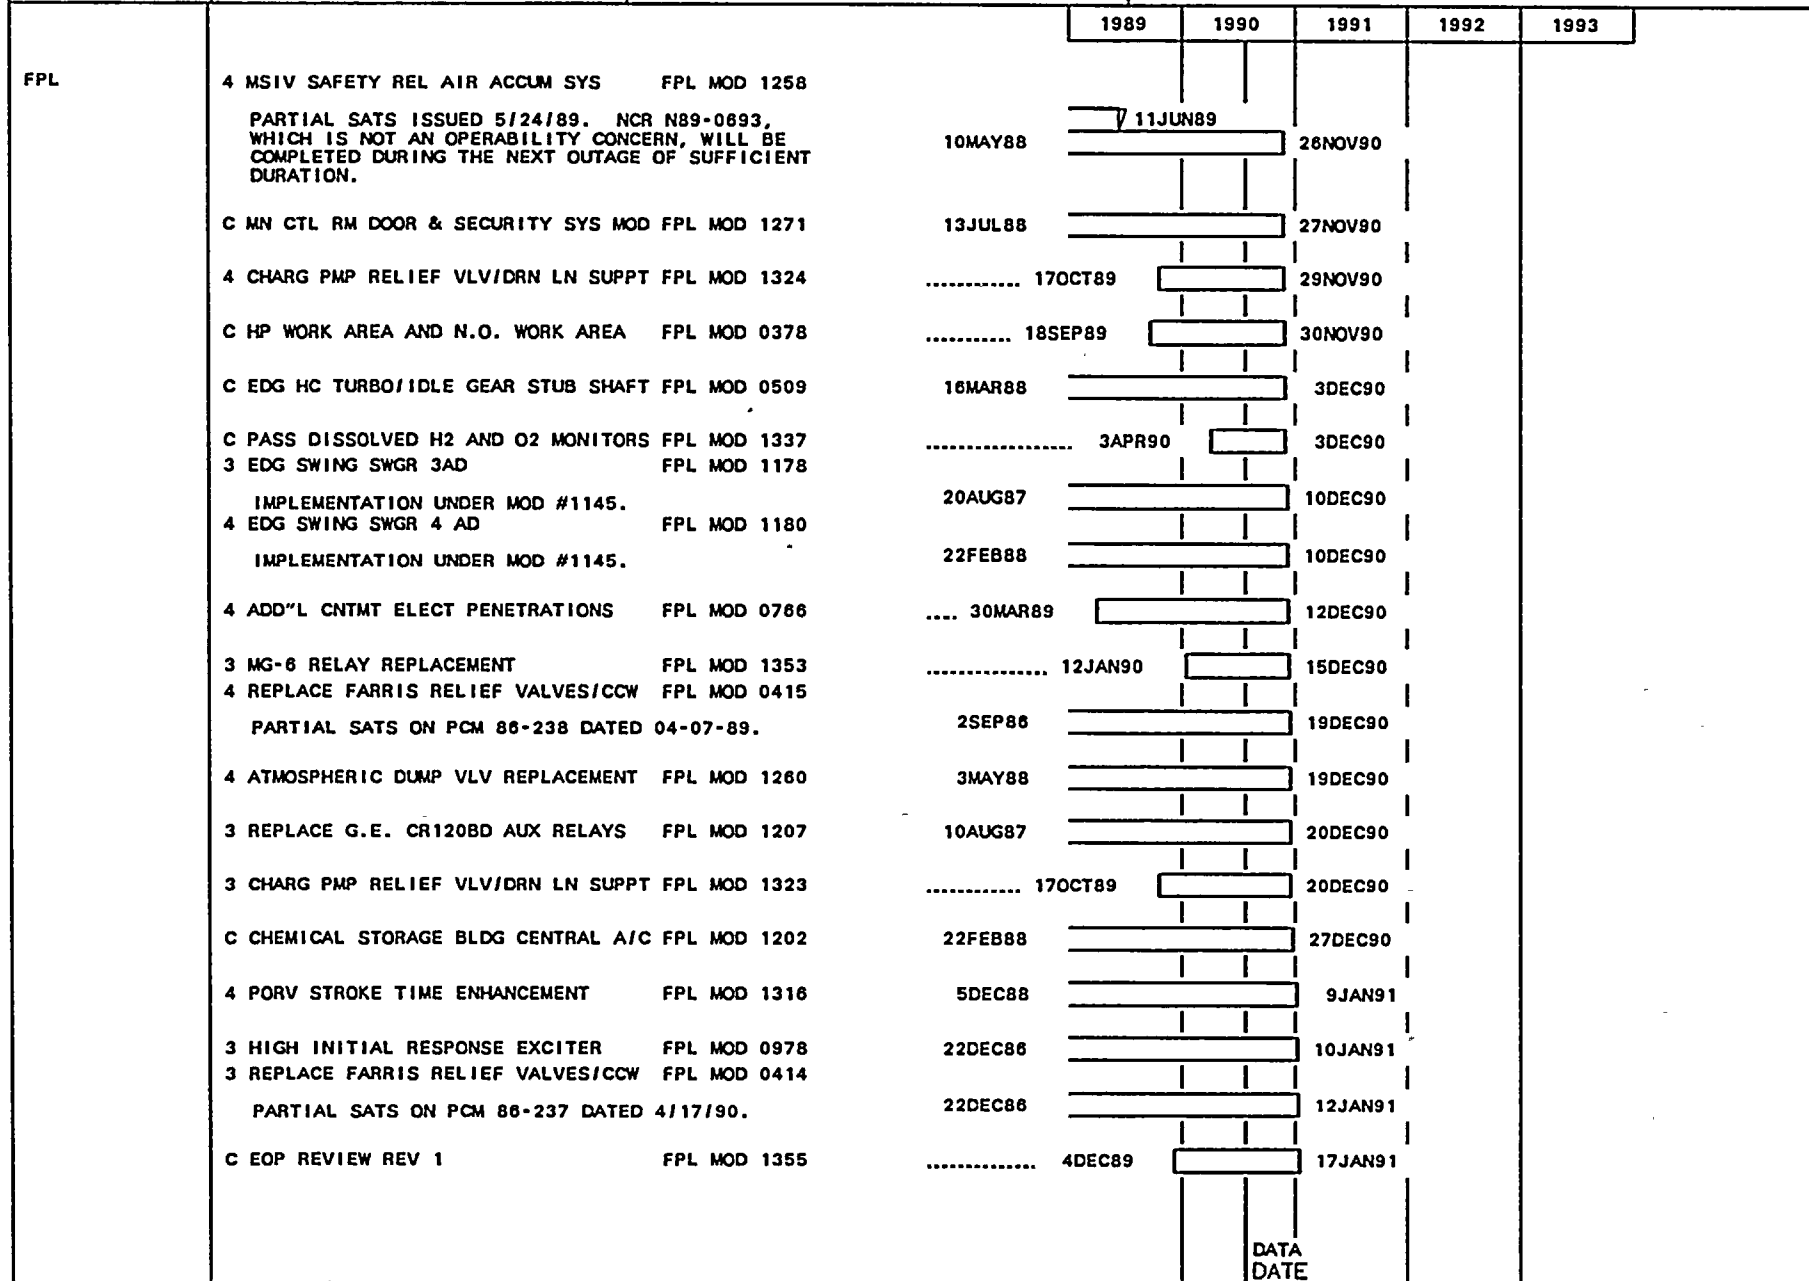 1989 1990 1991 1992 1993
FPL
4 MSIV SAFETY REL AIR ACCUM SYS FPL MOD 1258
PARTIAL SATS ISSUED 5/24/89. NCR N89-0693, 11JUN89
WHICH IS NOT AN OPERABILITY CONCERN, WILL BE 10MAY88 26NOV90
COMPLETED DURING THE NEXT OUTAGE OF SUFFICIENT
DURATION.
C MN CTL RM DOOR & SECURITY SYS MOD FPL MOD 1271 13JUL88 27NOV90
4 CHARG PMP RELIEF VLV/DRN LN SUPPT FPL MOD 1324 ............ 17OCT89 29NOV90
C HP WORK AREA AND N.O. WORK AREA FPL MOD 0378 ........... 18SEP89 30NOV90
C EDG HC TURBO/IDLE GEAR STUB SHAFT FPL MOD 0509 16MAR88 3DEC90
C PASS DISSOLVED H2 AND O2 MONITORS FPL MOD 1337 ................. 3APR90 3DEC90
3 EDG SWING SWGR 3AD FPL MOD 1178
IMPLEMENTATION UNDER MOD #1145. 20AUG87 10DEC90
4 EDG SWING SWGR 4 AD FPL MOD 1180
IMPLEMENTATION UNDER MOD #1145. 22FEB88 10DEC90
4 ADD"L CNTMT ELECT PENETRATIONS FPL MOD 0766 .... 30MAR89 12DEC90
3 MG-6 RELAY REPLACEMENT FPL MOD 1353 .............. 12JAN90 15DEC90
4 REPLACE FARRIS RELIEF VALVES/CCW FPL MOD 0415
PARTIAL SATS ON PCM 86-238 DATED 04-07-89. 2SEP86 19DEC90
4 ATMOSPHERIC DUMP VLV REPLACEMENT FPL MOD 1260 3MAY88 19DEC90
3 REPLACE G.E. CR120BD AUX RELAYS FPL MOD 1207 10AUG87 20DEC90
3 CHARG PMP RELIEF VLV/DRN LN SUPPT FPL MOD 1323 ............ 17OCT89 20DEC90
C CHEMICAL STORAGE BLDG CENTRAL A/C FPL MOD 1202 22FEB88 27DEC90
4 PORV STROKE TIME ENHANCEMENT FPL MOD 1316 5DEC88 9JAN91
3 HIGH INITIAL RESPONSE EXCITER FPL MOD 0978 22DEC86 10JAN91
3 REPLACE FARRIS RELIEF VALVES/CCW FPL MOD 0414
PARTIAL SATS ON PCM 86-237 DATED 4/17/90. 22DEC86 12JAN91
C EOP REVIEW REV 1 FPL MOD 1355 ............. 4DEC89 17JAN91
DATA
DATE